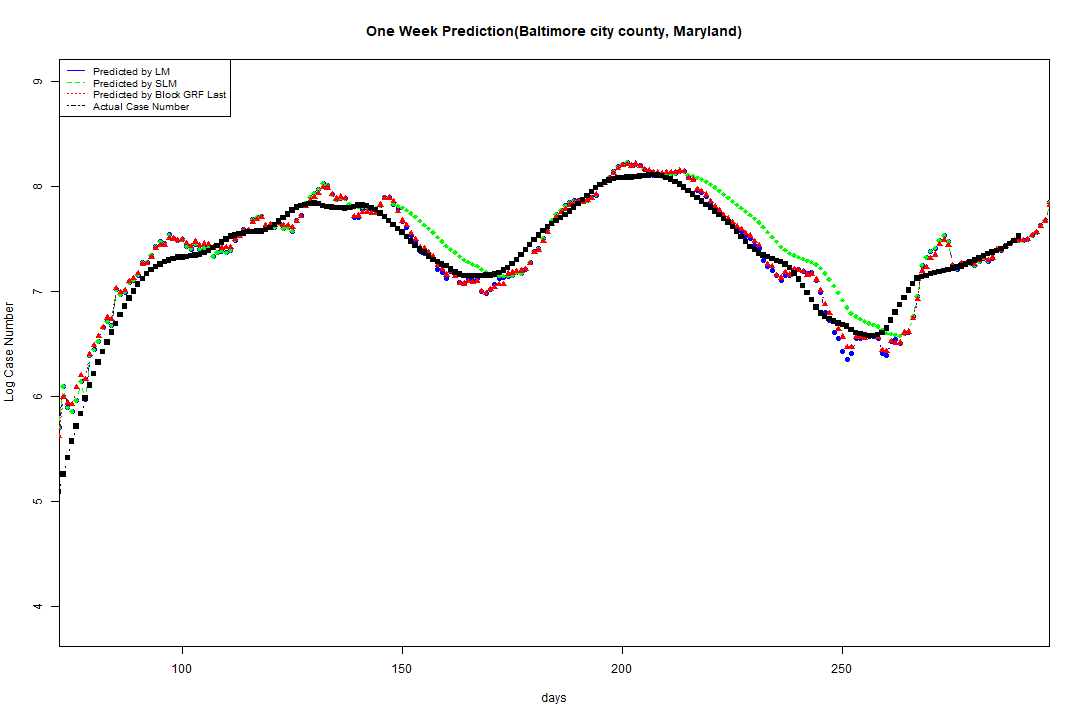 One Week Prediction(Baltimore city county, Maryland)
Predicted by LM
Predicted by SLM
Predicted by Block GRF Last
Actual Case Number
9
8
7
6
5
4
Log Case Number
100 150 200 250
days